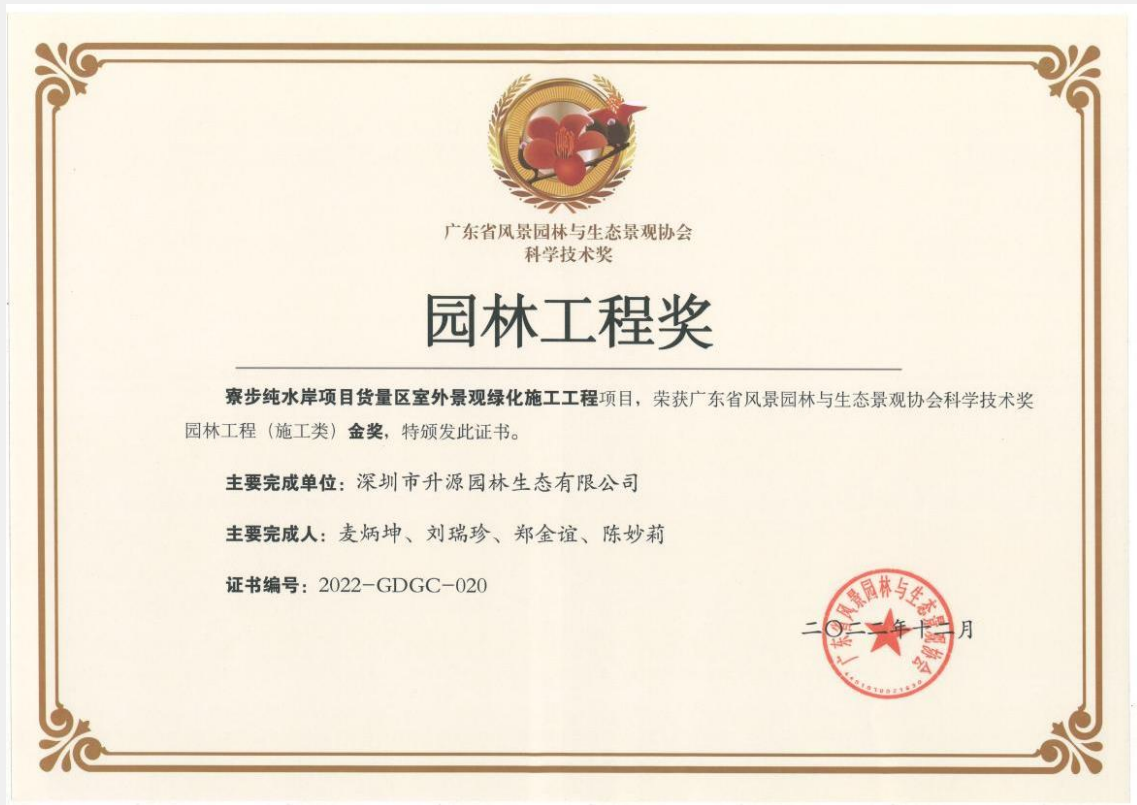 广东省风景园林与生态景观协会
科学技术奖
园林工程奖
寮步纯水岸项目货量区室外景观绿化施工工程项目，荣获广东省风景园林与生态景观协会科学技术奖
园林工程（施工类）金奖，特颁发此证书。
主要完成单位：深圳市升源园林生态有限公司
主要完成人：麦炳坤、刘瑞珍、郑金谊、陈妙莉
证书编号：2022-GDGC-020
二〇二二年十二月
广东省风景园林与生态景观协会